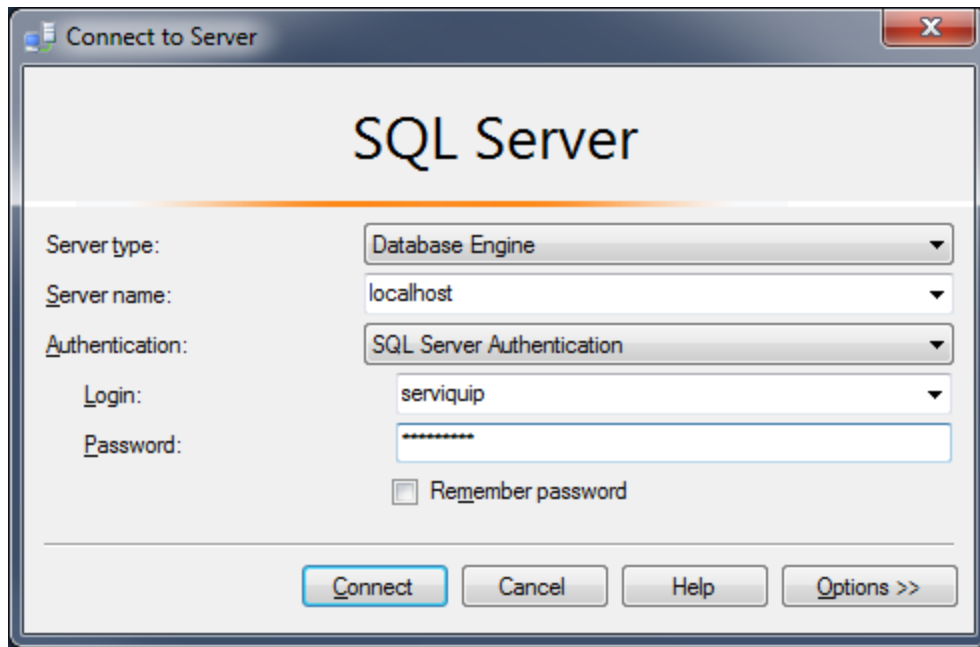 Connect to Server
SQL Server
Server type: Database Engine
Server name: localhost
Authentication: SQL Server Authentication
Login: serviquip
Password: *********
Remember password
Connect Cancel Help Options >>